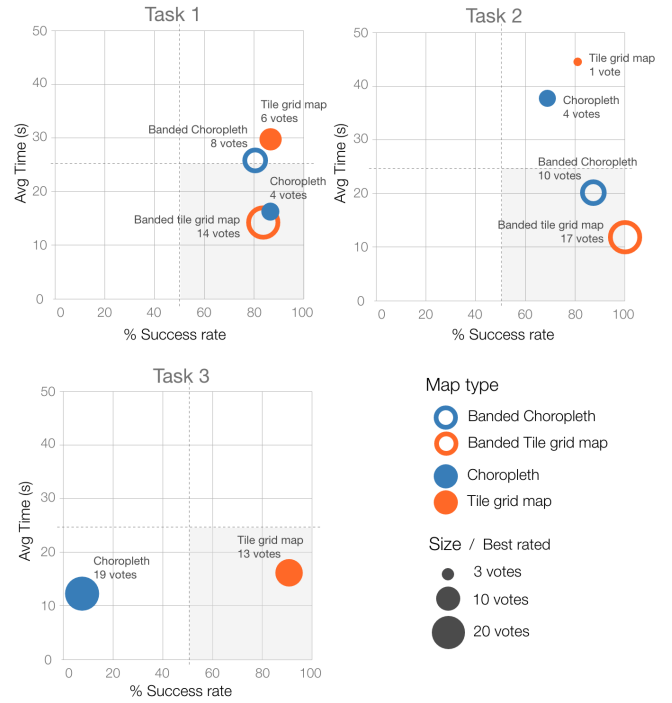 Task 1
50
40
30
20
10
0
0 20 40 60 80 100
Avg Time (s)
% Success rate
Tile grid map
6 votes
Banded Choropleth
8 votes
Choropleth
4 votes
Banded tile grid map
14 votes
Task 2
50
40
30
20
10
0
0 20 40 60 80 100
Avg Time (s)
% Success rate
Tile grid map
1 vote
Choropleth
4 votes
Banded Choropleth
10 votes
Banded tile grid map
17 votes
Task 3
50
40
30
20
10
0
0 20 40 60 80 100
Avg Time (s)
% Success rate
Choropleth
19 votes
Tile grid map
13 votes
Map type
Banded Choropleth
Banded Tile grid map
Choropleth
Tile grid map
Size / Best rated
3 votes
10 votes
20 votes